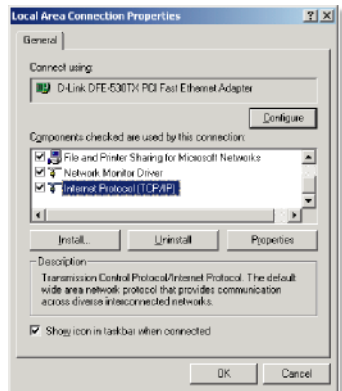 Local Area Connection Properties
General
Connect using:
D-Link DFE-530TX PCI Fast Ethernet Adapter
Configure
Components checked are used by this connection:
File and Printer Sharing for Microsoft Networks
Network Monitor Driver
Internet Protocol (TCP/IP)
Install...
Uninstall
Properties
Description
Transmission Control Protocol/Internet Protocol. The default
wide area network protocol that provides communication
across diverse interconnected networks.
Show icon in taskbar when connected
OK
Cancel